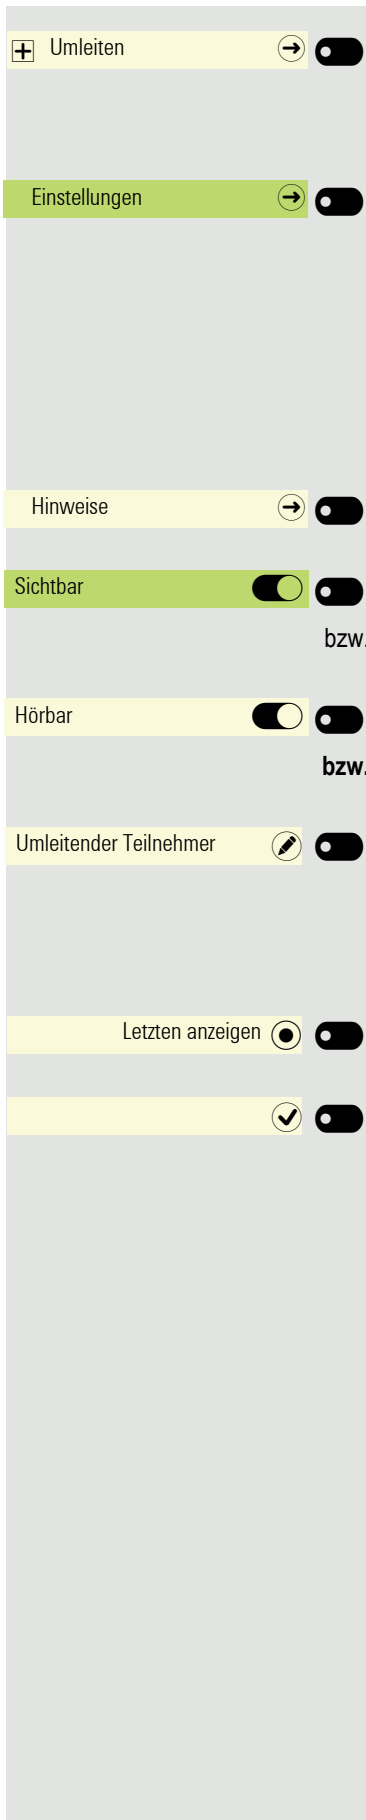 Umleiten
Einstellungen
Hinweise
Sichtbar
bzw.
Hörbar
bzw.
Umleitender Teilnehmer
Letzten anzeigen